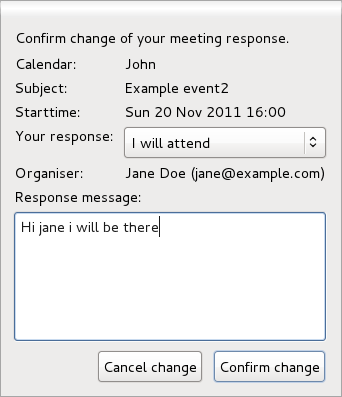 Confirm change of your meeting response.
Calendar: John
Subject: Example event2
Starttime: Sun 20 Nov 2011 16:00
Your response: I will attend
Organiser: Jane Doe (jane@example.com)
Response message:
Hi jane i will be there
Cancel change Confirm change